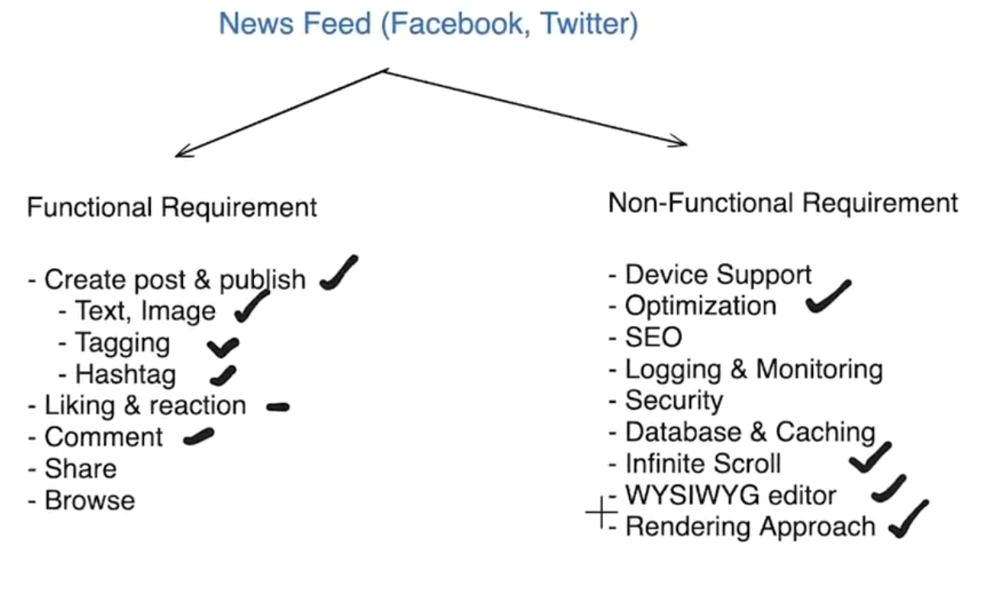 News Feed (Facebook, Twitter)
Functional Requirement
- Create post & publish
- Text, Image
- Tagging
- Hashtag
- Liking & reaction
- Comment
- Share
- Browse
Non-Functional Requirement
- Device Support
- Optimization
- SEO
- Logging & Monitoring
- Security
- Database & Caching
- Infinite Scroll
- WYSIWYG editor
- Rendering Approach